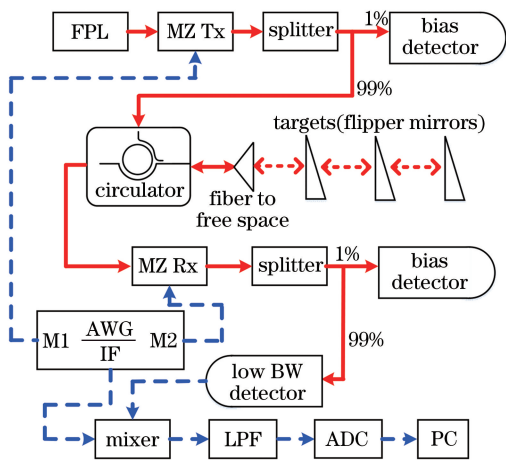 FPL
MZ Tx
splitter
1%
bias
detector
99%
targets(flipper mirrors)
circulator
fiber to
free space
MZ Rx
splitter
1%
bias
detector
M1
AWG
IF
M2
99%
low BW
detector
mixer
LPF
ADC
PC